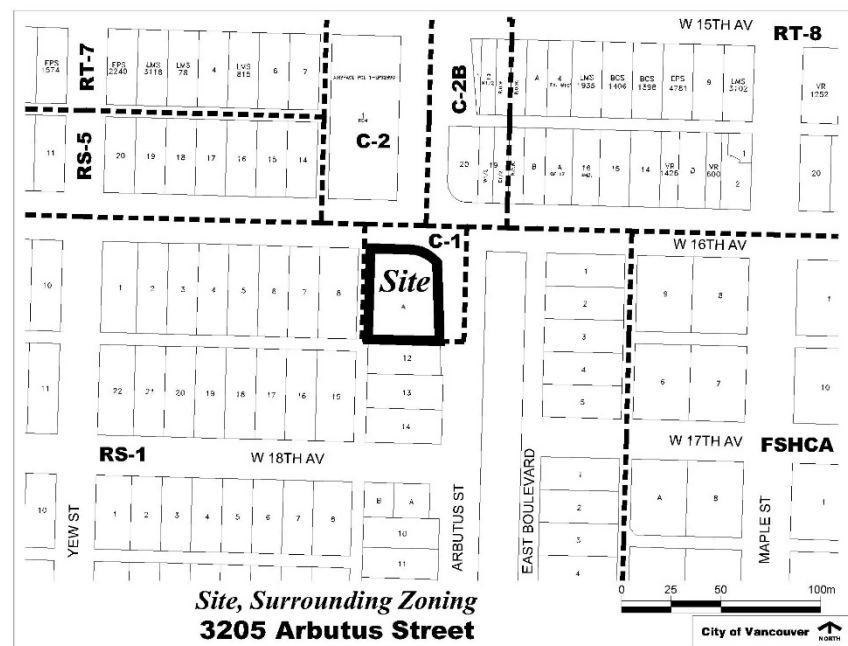 W 15TH AV
RT-8
RT-7
EPS 1574
EPS 2240
LMS 3118
LMS 78
4
LMS 815
6
7
1
C-2
C-2B
A
4
LMS 1935
BCS 1406
BCS 1398
EPS 4781
9
LMS 3102
VR 1252
RS-5
11
20
19
18
17
16
15
14
20
19
B
A
16
15
14
VR 1426
D
VR 600
1
2
20
C-1
W 16TH AV
10
1
2
3
4
5
6
7
8
Site
A
1
2
3
4
5
9
8
6
7
1
10
11
22
21
20
19
18
17
16
15
12
13
14
RS-1
W 18TH AV
W 17TH AV
FSHCA
10
1
2
3
4
5
6
7
8
B
A
10
11
1
2
3
4
A
B
1
YEW ST
ARBUTUS ST
EAST BOULEVARD
MAPLE ST
Site, Surrounding Zoning
3205 Arbutus Street
0
25
50
100m
City of Vancouver
NORTH